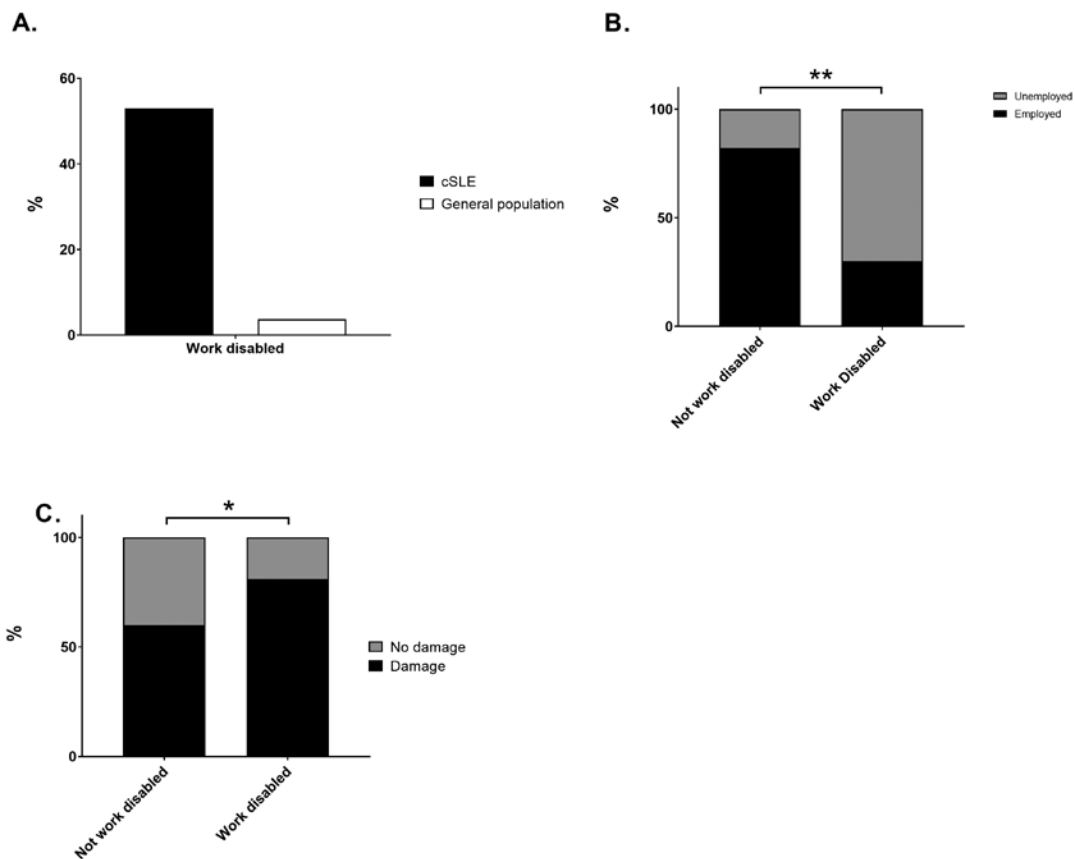 A.
60
40
20
0
%
Work disabled
cSLE
General population
B.
**
100
50
0
%
Not work disabled
Work Disabled
Unemployed
Employed
C.
*
100
50
0
%
Not work disabled
Work disabled
No damage
Damage